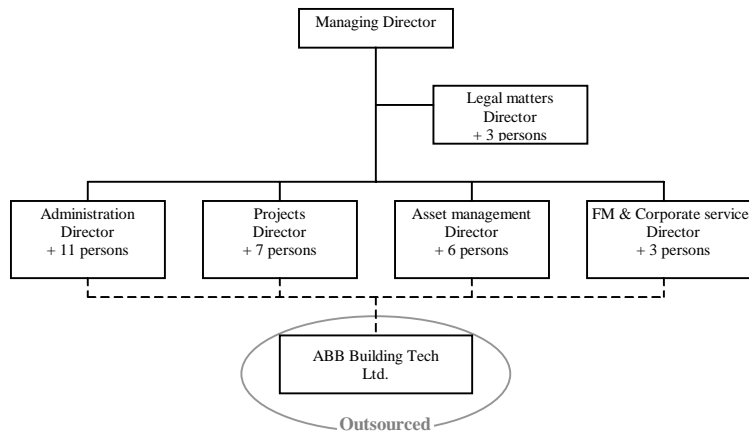 Managing Director
Legal matters
Director
+ 3 persons
Administration
Director
+ 11 persons
Projects
Director
+ 7 persons
Asset management
Director
+ 6 persons
FM & Corporate service
Director
+ 3 persons
ABB Building Tech
Ltd.
Outsourced